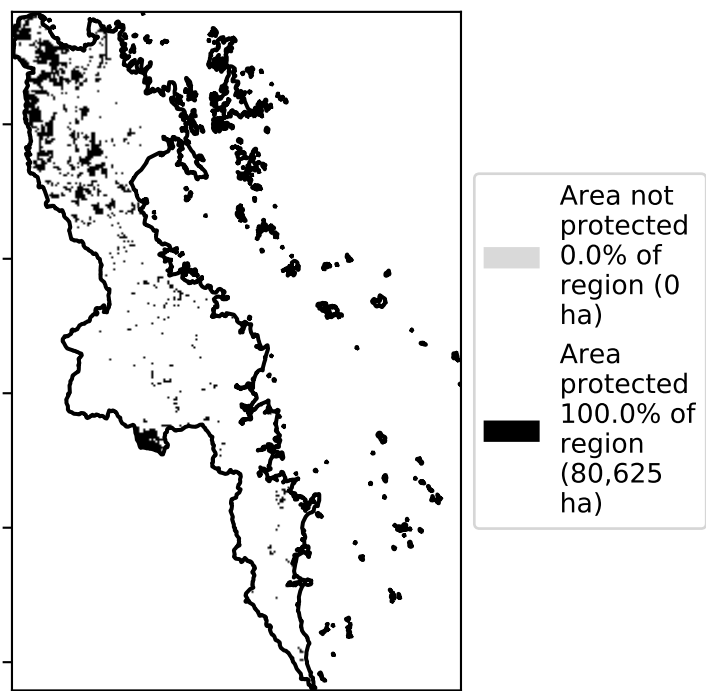 Area not
protected
0.0% of
region (0
ha)
Area
protected
100.0% of
region
(80,625
ha)